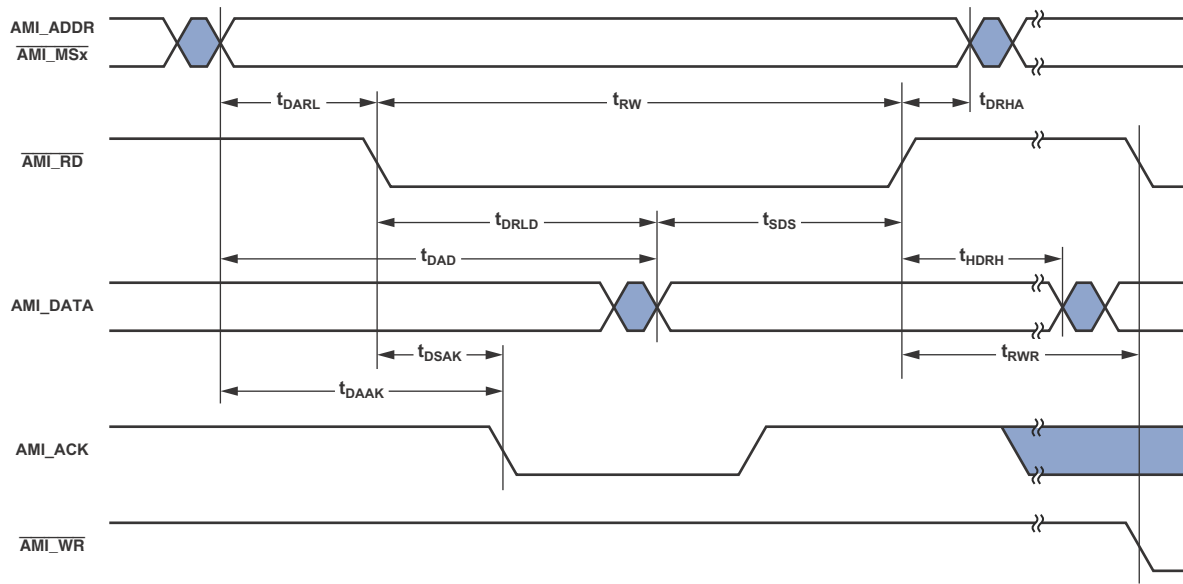 AMI_ADDR
AMI_MSx
tDARL tRW tDRHA
AMI_RD
tDRLD tSDS
tDAD tHDRH
AMI_DATA
tDSAK tRWR
tDAAK
AMI_ACK
AMI_WR